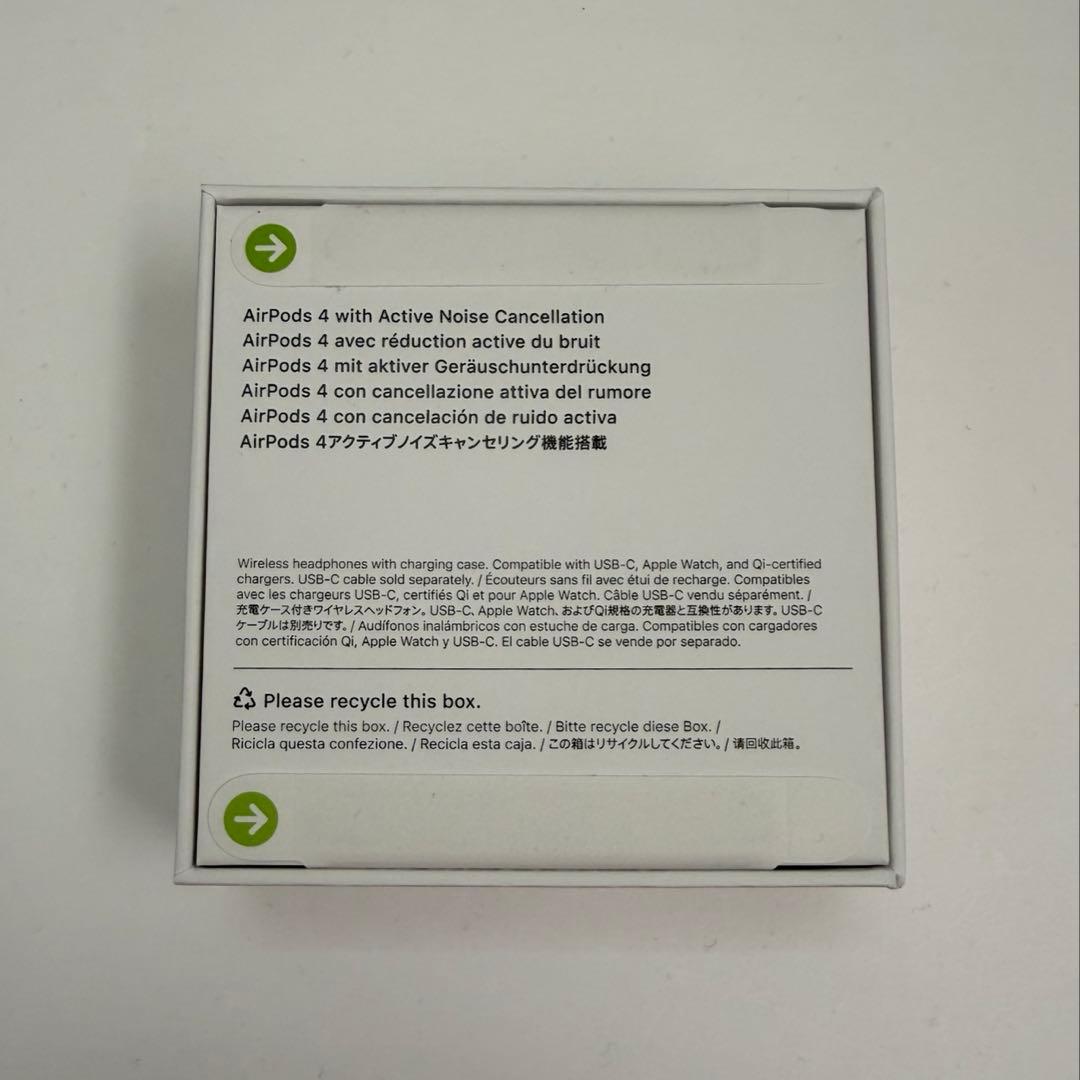 AirPods 4 with Active Noise Cancellation
AirPods 4 avec réduction active du bruit
AirPods 4 mit aktiver Geräuschunterdrückung
AirPods 4 con cancellazione attiva del rumore
AirPods 4 con cancelación de ruido activa
AirPods 4アクティブノイズキャンセリング機能搭載
Wireless headphones with charging case. Compatible with USB-C, Apple Watch, and Qi-certified
chargers. USB-C cable sold separately. / Écouteurs sans fil avec étui de recharge. Compatibles
avec les chargeurs USB-C, certifiés Qi et pour Apple Watch. Câble USB-C vendu séparément. /
充電ケース付きワイヤレスヘッドフォン。USB-C、Apple Watch、およびQi規格の充電器と互換性があります。USB-C
ケーブルは別売りです。/ Audífonos inalámbricos con estuche de carga. Compatibles con cargadores
con certificación Qi, Apple Watch y USB-C. El cable USB-C se vende por separado.
Please recycle this box.
Please recycle this box. / Recyclez cette boîte. / Bitte recycle diese Box. /
Ricicla questa confezione. / Recicla esta caja. / この箱はリサイクルしてください。/ 请回收此箱。